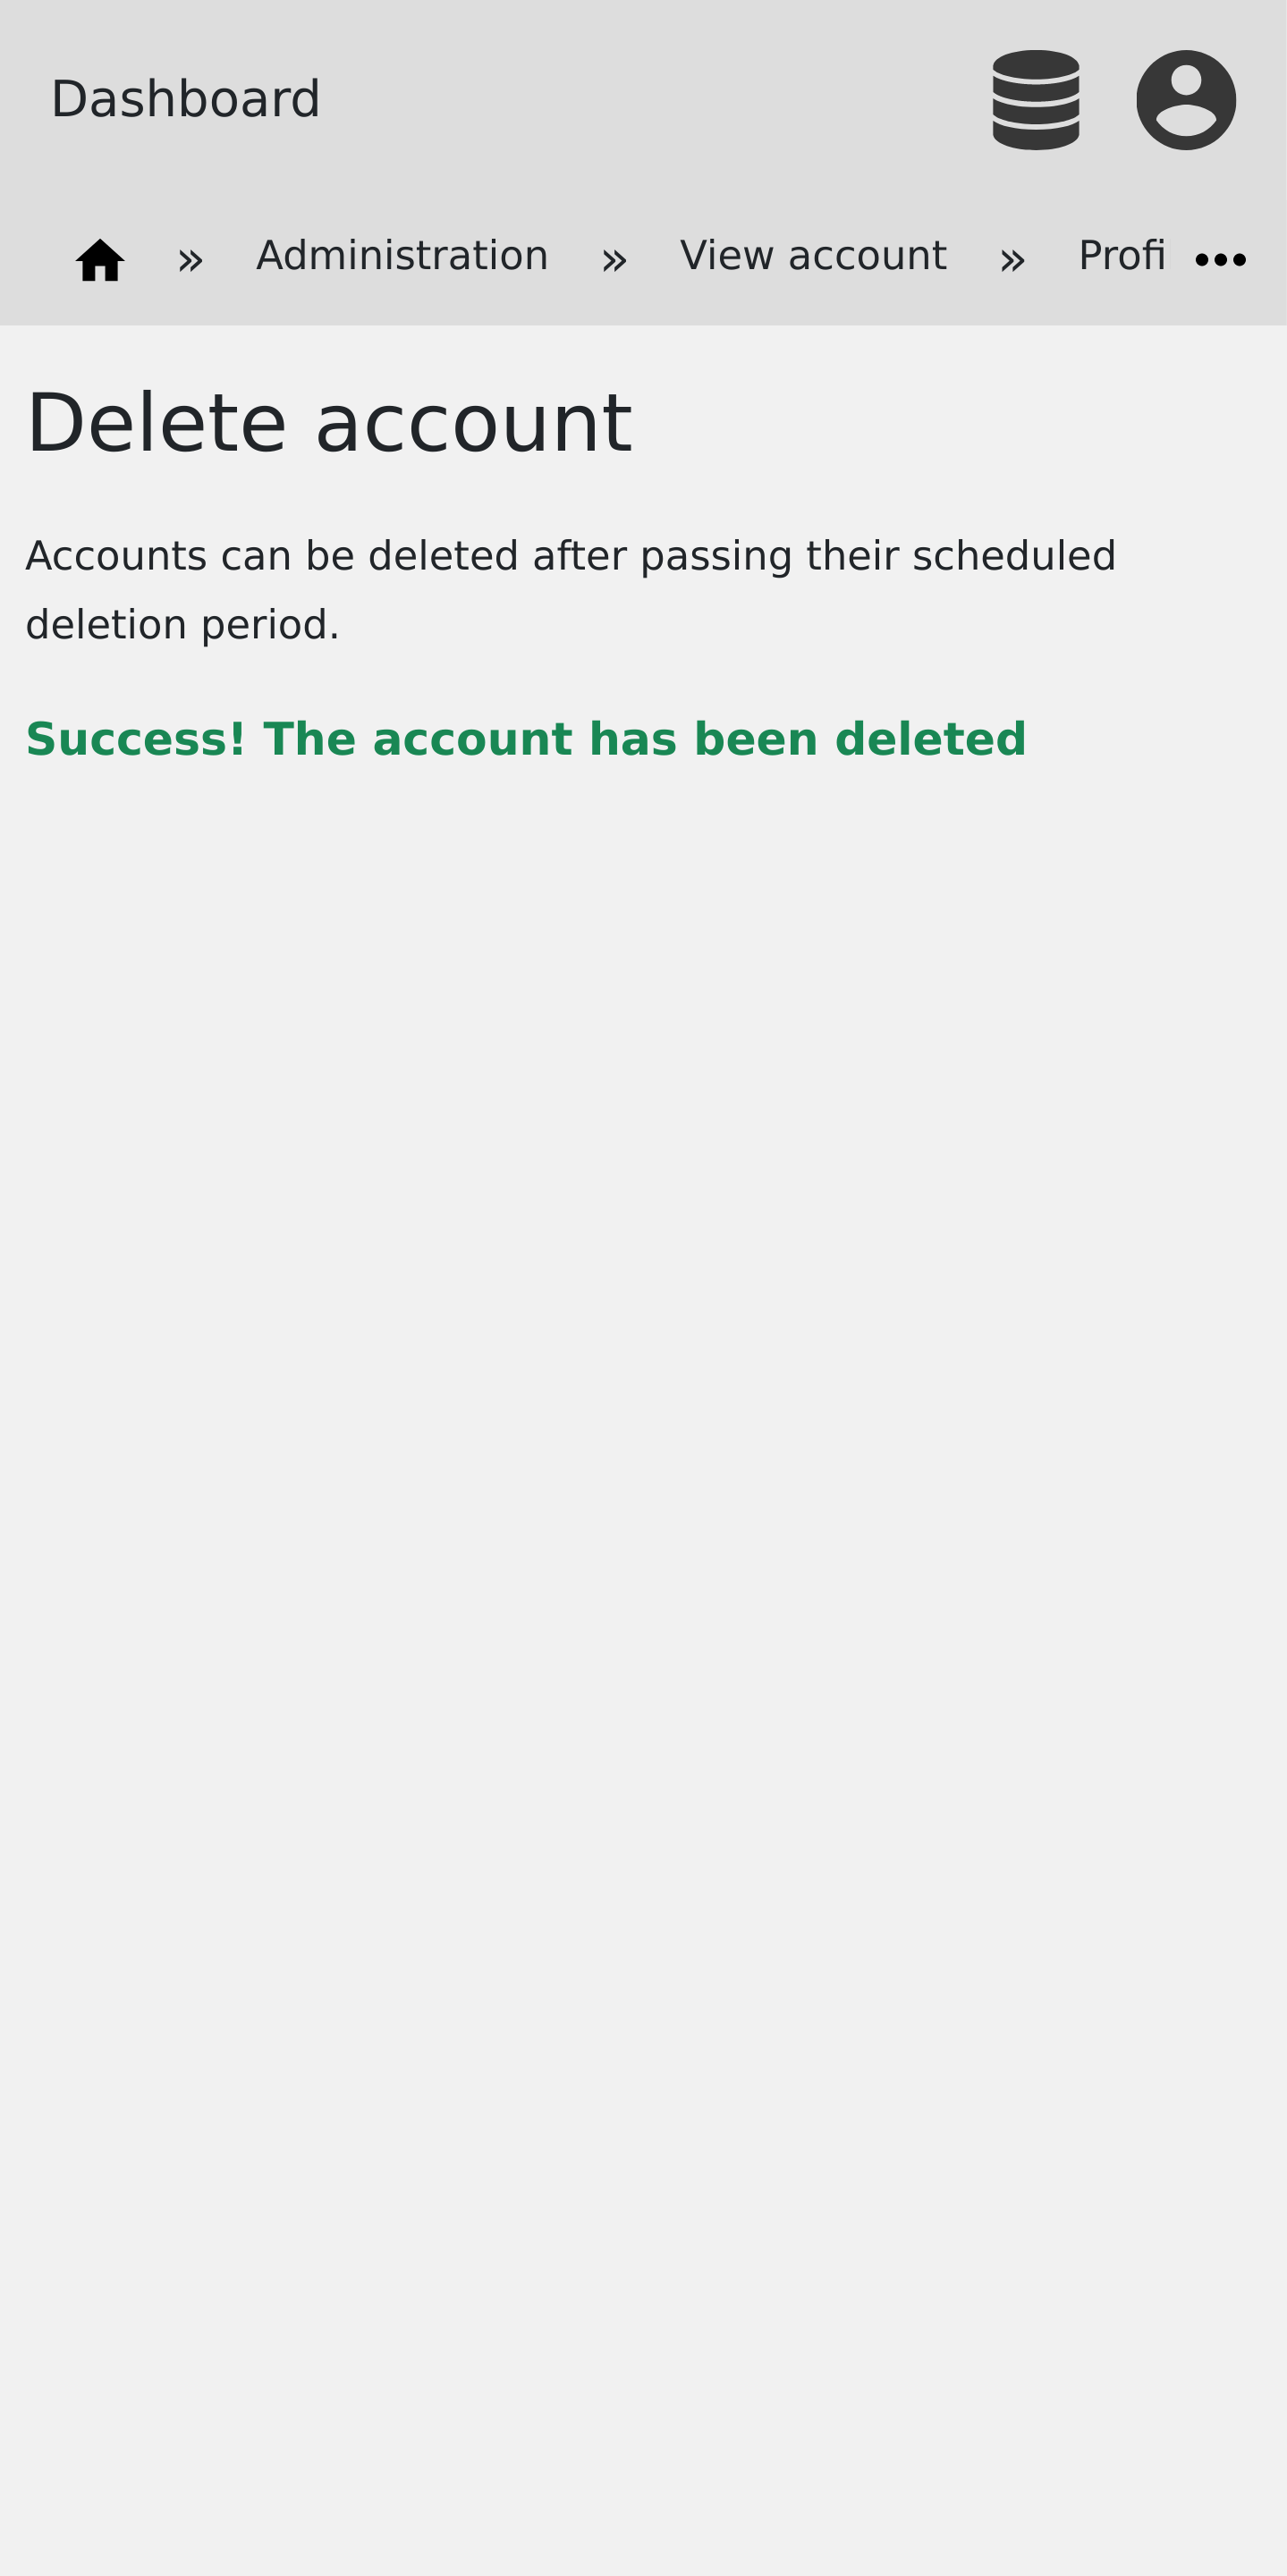 Dashboard
» Administration » View account » Profi
Delete account
Accounts can be deleted after passing their scheduled
deletion period.
Success! The account has been deleted